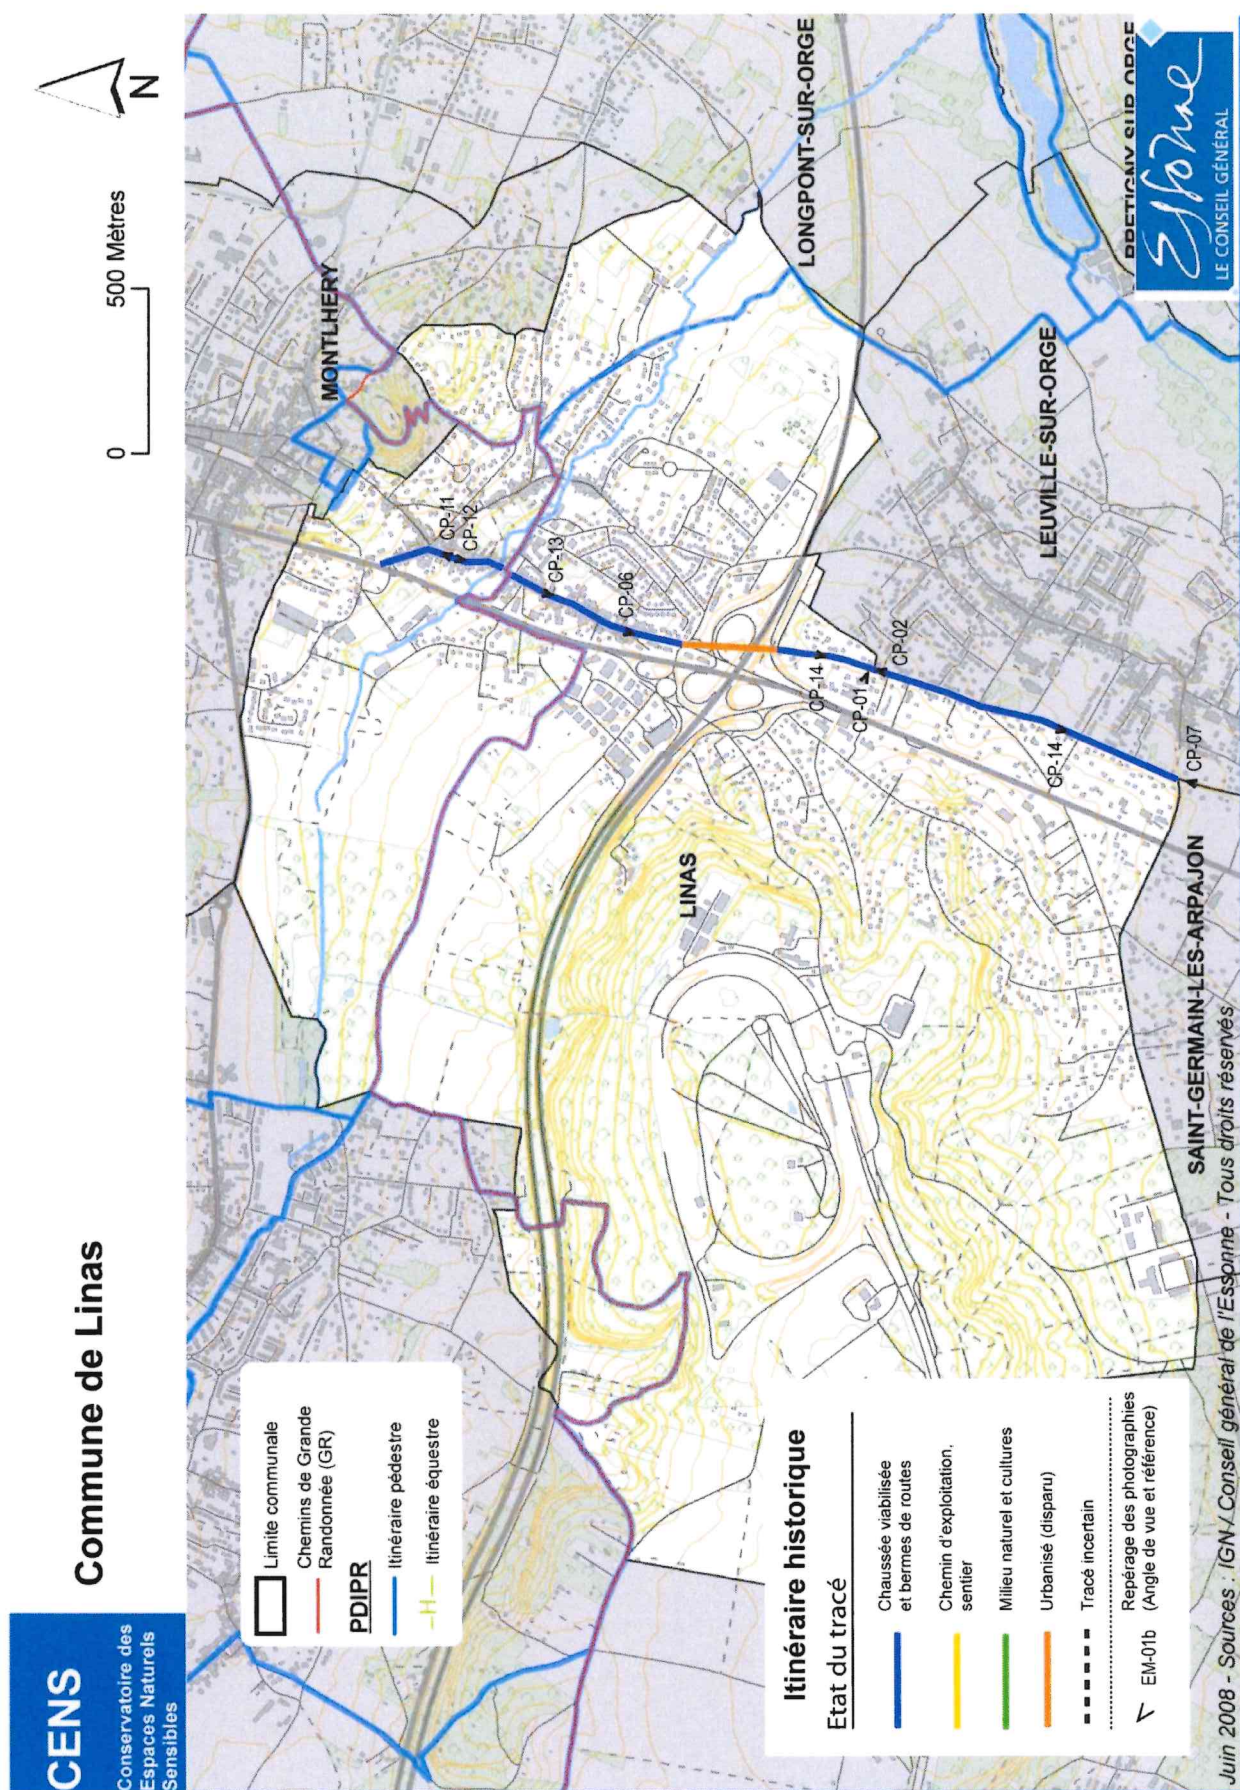 CENS
Conservatoire des
Espaces Naturels
Sensibles
Commune de Linas
0 500 Mètres
N
Limite communale
Chemins de Grande
Randonnée (GR)
PDIPR
Itinéraire pédestre
-H- Itinéraire équestre
Itinéraire historique
Etat du tracé
Chaussée viabilisée
et bermes de routes
Chemin d'exploitation,
sentier
Milieu naturel et cultures
Urbanisé (disparu)
Tracé incertain
Repérage des photographies
EM-01b (Angle de vue et référence)
MONTLHERY
LONGPONT-SUR-ORGE
BRETIGNY-SUR-ORGE
LEUVILLE-SUR-ORGE
LINAS
SAINT-GERMAIN-LES-ARPAJON
CP-11
CP-12
CP-13
CP-06
CP-14
CP-02
CP-01
CP-14
CP-07
Essonne
LE CONSEIL GÉNÉRAL
Juin 2008 - Sources : IGN / Conseil général de l'Essonne - Tous droits réservés